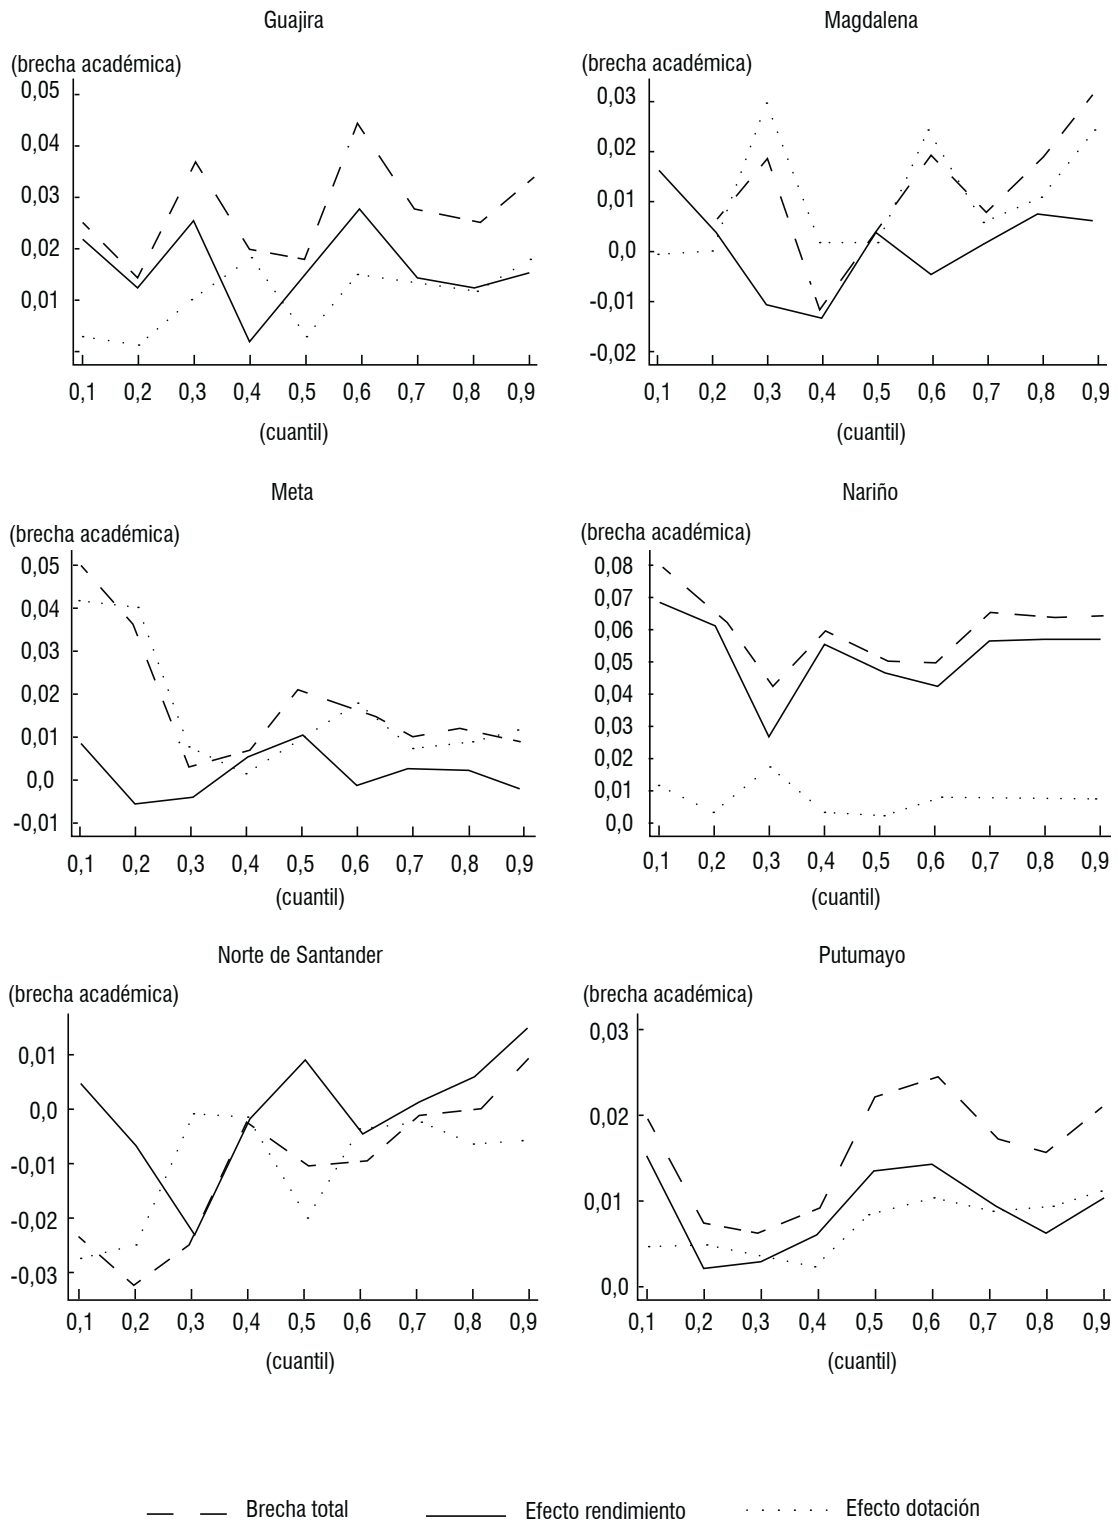 Guajira
(brecha académica)
0,05
0,04
0,03
0,02
0,01
0,1 0,2 0,3 0,4 0,5 0,6 0,7 0,8 0,9
(cuantil)
Magdalena
(brecha académica)
0,03
0,02
0,01
0,0
-0,01
-0,02
0,1 0,2 0,3 0,4 0,5 0,6 0,7 0,8 0,9
(cuantil)
Meta
(brecha académica)
0,05
0,04
0,03
0,02
0,01
0,0
-0,01
0,1 0,2 0,3 0,4 0,5 0,6 0,7 0,8 0,9
(cuantil)
Nariño
(brecha académica)
0,08
0,07
0,06
0,05
0,04
0,03
0,02
0,01
0,0
0,1 0,2 0,3 0,4 0,5 0,6 0,7 0,8 0,9
(cuantil)
Norte de Santander
(brecha académica)
0,01
0,0
-0,01
-0,02
-0,03
0,1 0,2 0,3 0,4 0,5 0,6 0,7 0,8 0,9
(cuantil)
Putumayo
(brecha académica)
0,03
0,02
0,01
0,0
0,1 0,2 0,3 0,4 0,5 0,6 0,7 0,8 0,9
(cuantil)
Brecha total Efecto rendimiento Efecto dotación